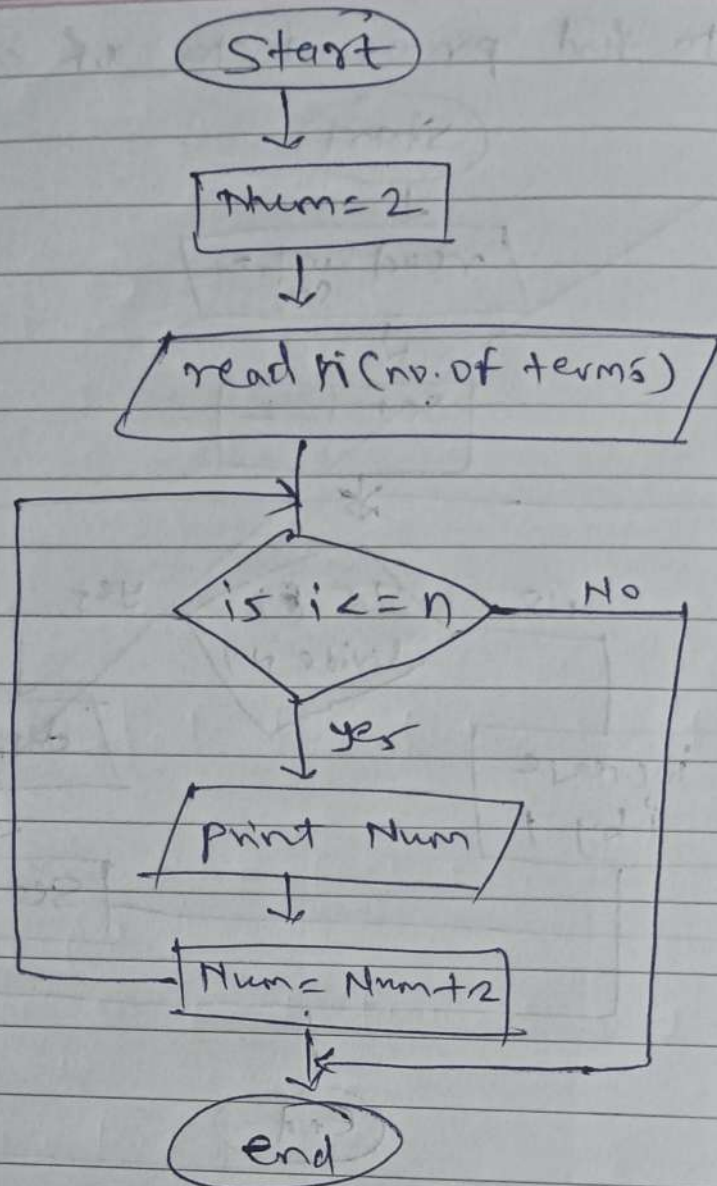 Start
Num=2
read n (no. of terms)
is i<=n
No
yes
print Num
Num= Num+2
end